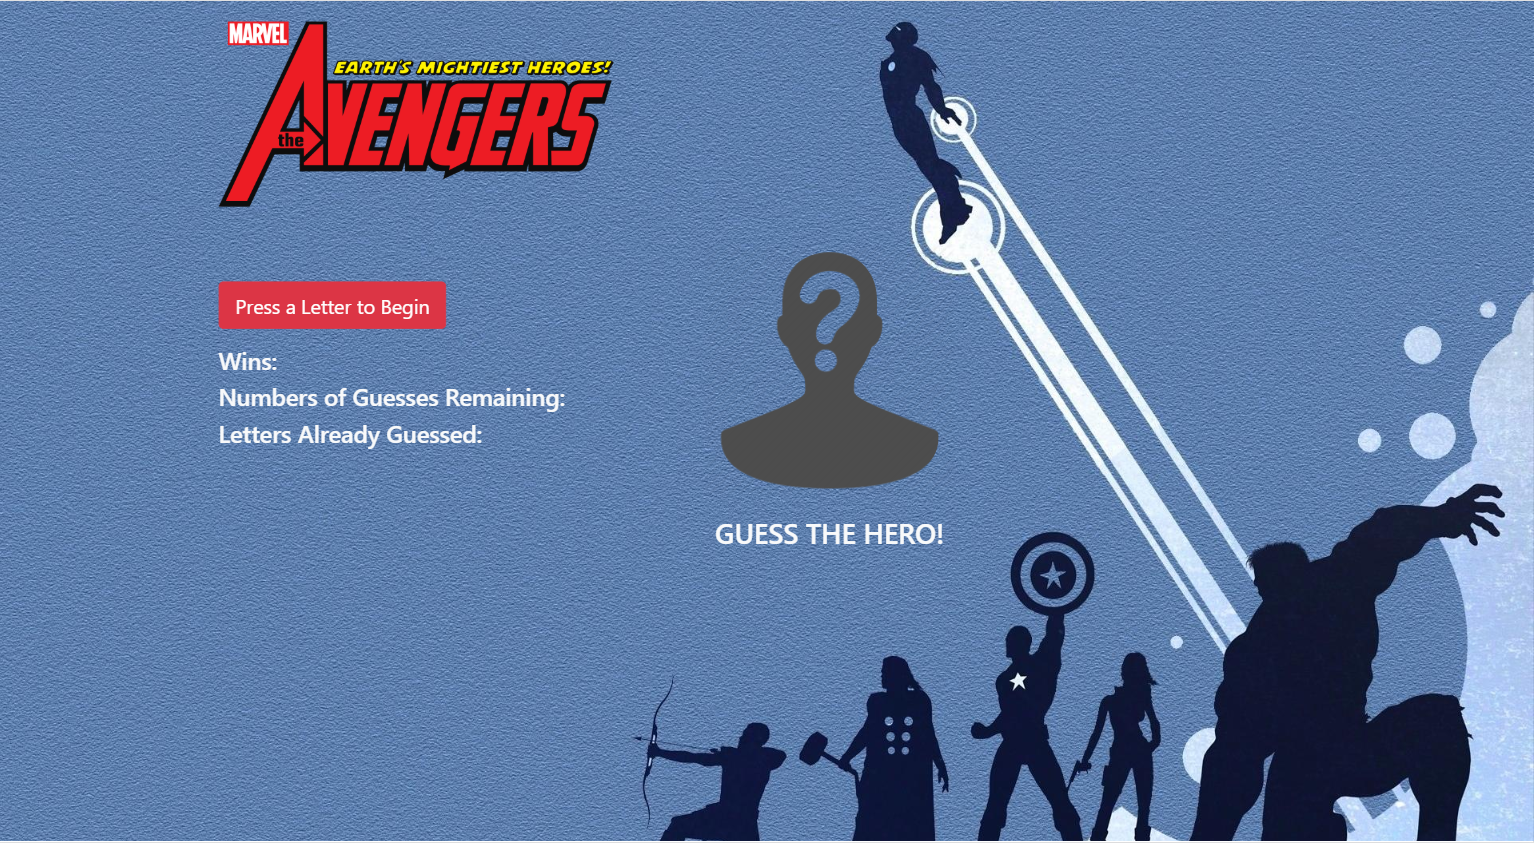 MARVEL
EARTH'S MIGHTIEST HEROES!
the AVENGERS
Press a Letter to Begin
Wins:
Numbers of Guesses Remaining:
Letters Already Guessed:
?
GUESS THE HERO!